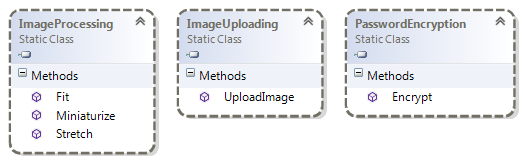 ImageProcessing
Static Class
Methods
Fit
Miniaturize
Stretch
ImageUploading
Static Class
Methods
UploadImage
PasswordEncryption
Static Class
Methods
Encrypt